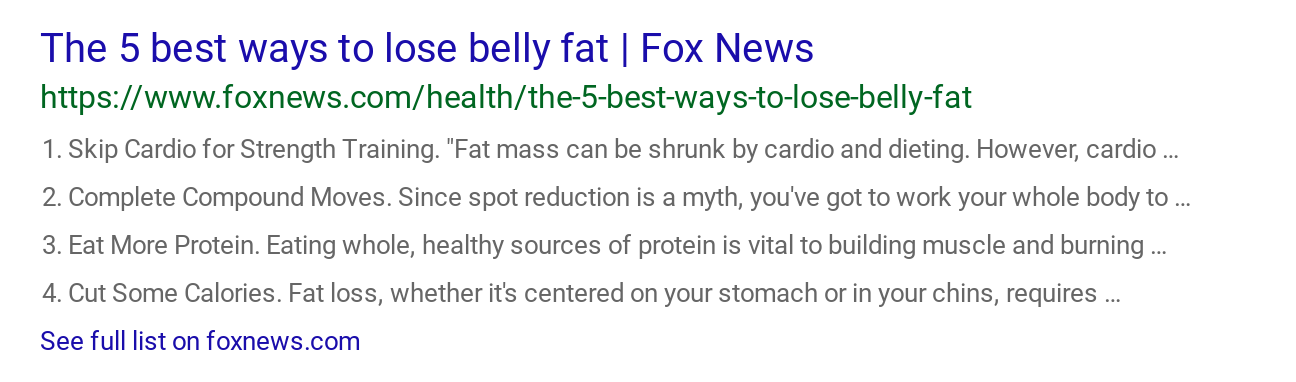 The 5 best ways to lose belly fat | Fox News
https://www.foxnews.com/health/the-5-best-ways-to-lose-belly-fat
1. Skip Cardio for Strength Training. "Fat mass can be shrunk by cardio and dieting. However, cardio ...
2. Complete Compound Moves. Since spot reduction is a myth, you've got to work your whole body to ...
3. Eat More Protein. Eating whole, healthy sources of protein is vital to building muscle and burning ...
4. Cut Some Calories. Fat loss, whether it's centered on your stomach or in your chins, requires ...
See full list on foxnews.com